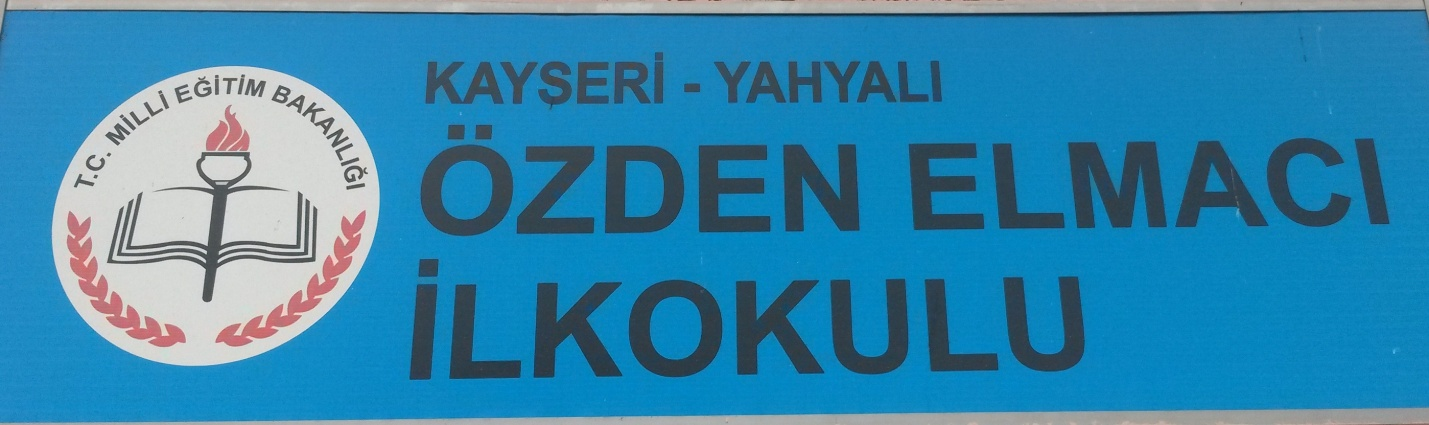 T.C. MİLLİ EĞİTİM BAKANLIĞI
KAYSERİ - YAHYALI
ÖZDEN ELMACI
İLKOKULU